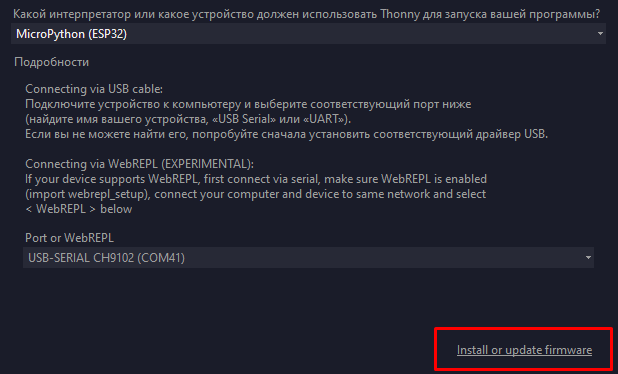 Какой интерпретатор или какое устройство должен использовать Thonny для запуска вашей программы?
MicroPython (ESP32)
Подробности
Connecting via USB cable:
Подключите устройство к компьютеру и выберите соответствующий порт ниже
(найдите имя вашего устройства, «USB Serial» или «UART»).
Если вы не можете найти его, попробуйте сначала установить соответствующий драйвер USB.
Connecting via WebREPL (EXPERIMENTAL):
If your device supports WebREPL, first connect via serial, make sure WebREPL is enabled
(import webrepl_setup), connect your computer and device to same network and select
< WebREPL > below
Port or WebREPL
USB-SERIAL CH9102 (COM41)
Install or update firmware